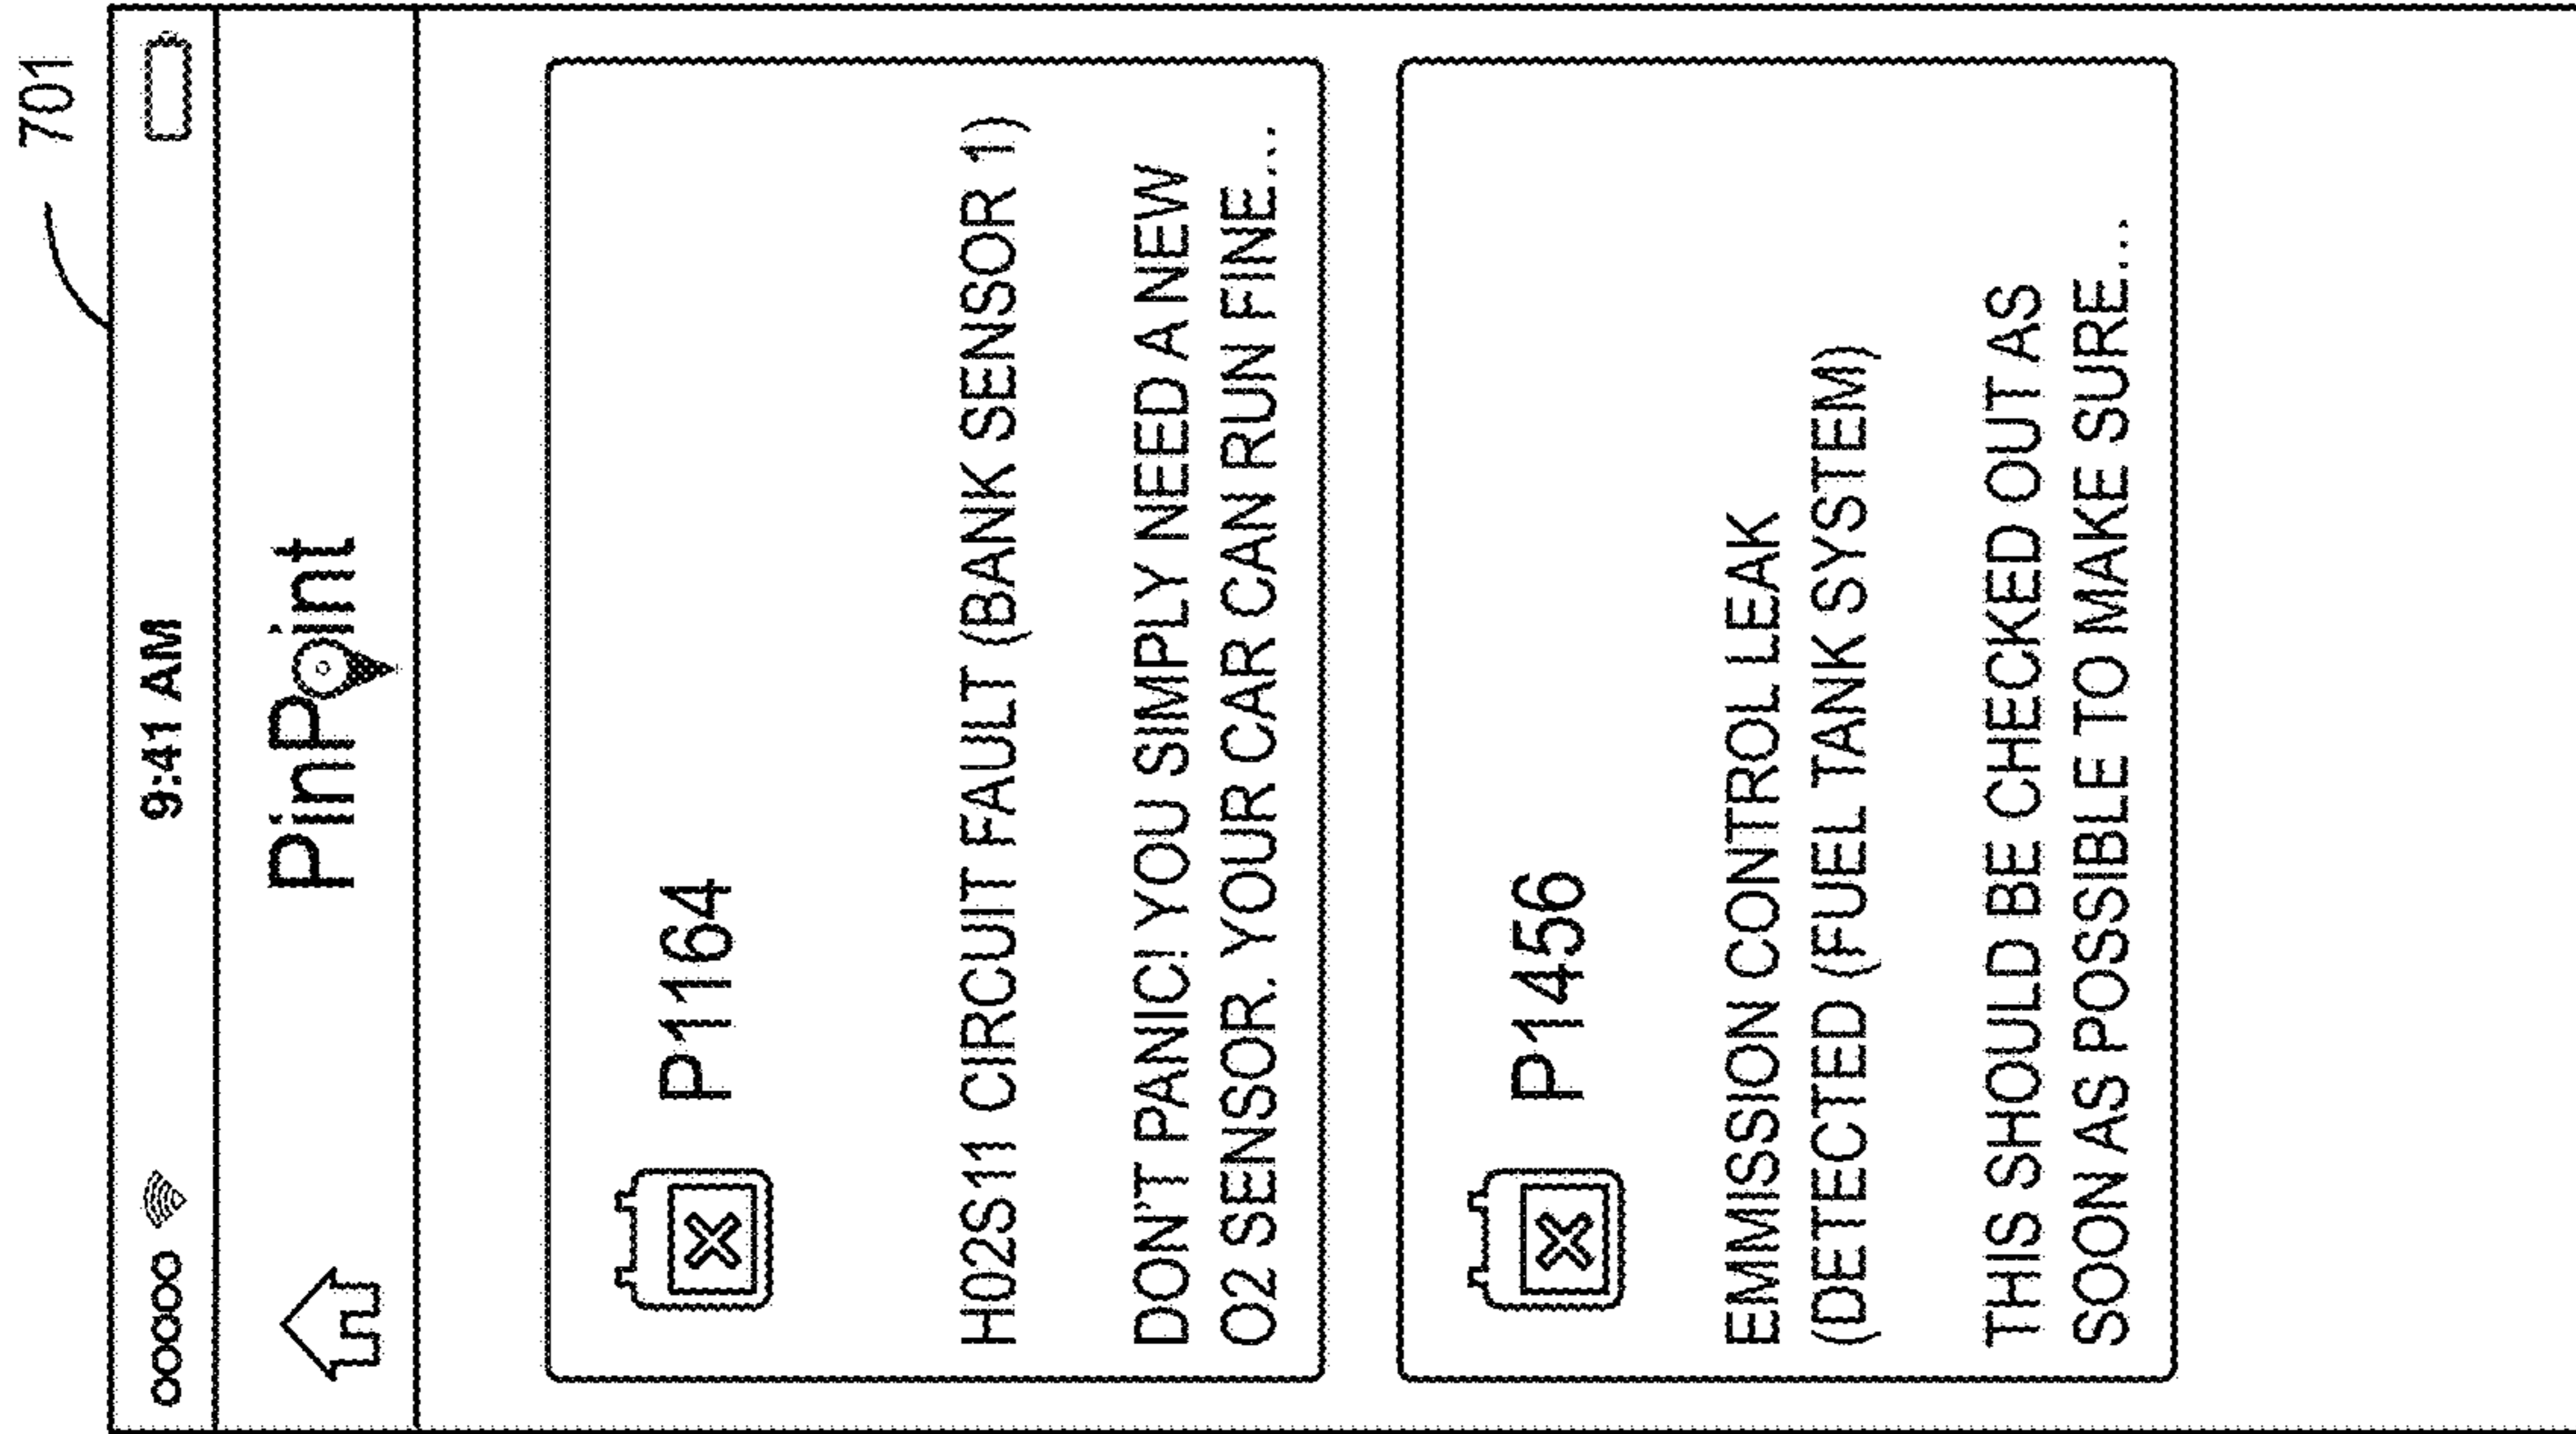 701
9:41 AM
PinPoint
P1164
H02S11 CIRCUIT FAULT (BANK SENSOR 1)
DON'T PANIC! YOU SIMPLY NEED A NEW
O2 SENSOR. YOUR CAR CAN RUN FINE...
P1456
EMMISSION CONTROL LEAK
(DETECTED (FUEL TANK SYSTEM)
THIS SHOULD BE CHECKED OUT AS
SOON AS POSSIBLE TO MAKE SURE...